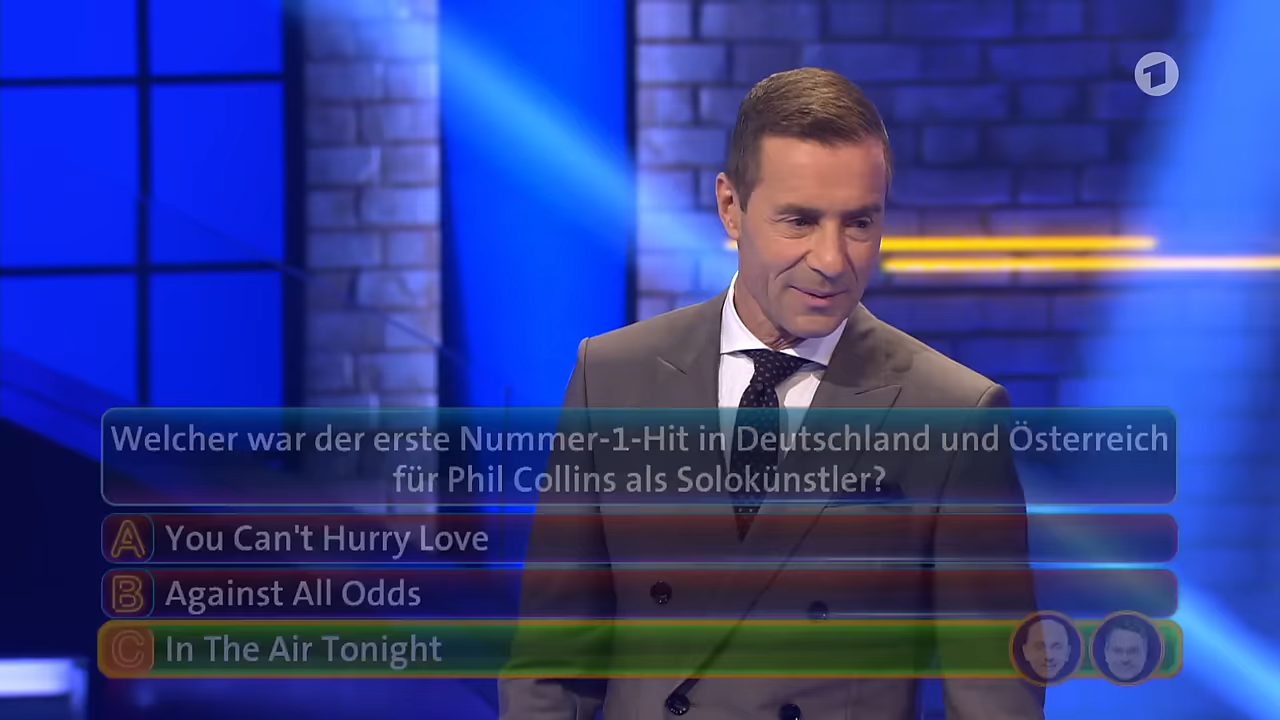 1
Welcher war der erste Nummer-1-Hit in Deutschland und Österreich
für Phil Collins als Solokünstler?
A You Can't Hurry Love
B Against All Odds
C In The Air Tonight